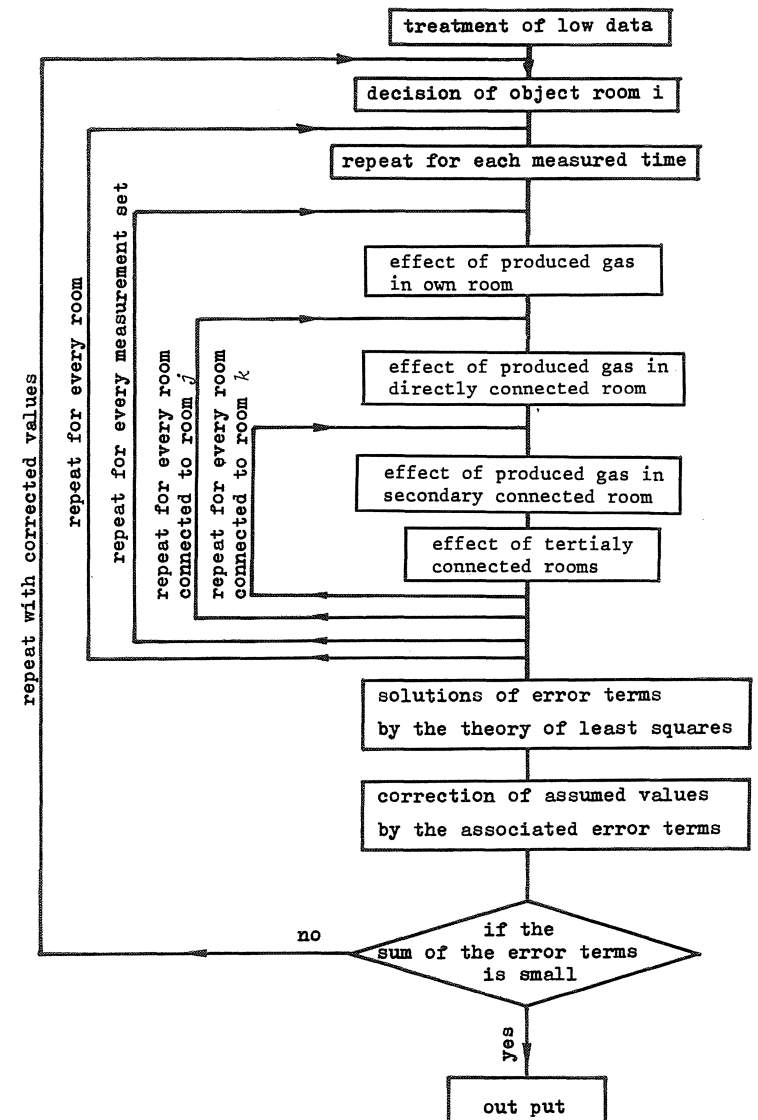 treatment of low data
decision of object room i
repeat for each measured time
effect of produced gas
in own room
effect of produced gas in
directly connected room
effect of produced gas in
secondary connected room
effect of tertialy
connected rooms
repeat with corrected values
repeat for every room
repeat for every measurement set
repeat for every room
connected to room j
repeat for every room
connected to room k
solutions of error terms
by the theory of least squares
correction of assumed values
by the associated error terms
if the
sum of the error terms
is small
no
yes
out put